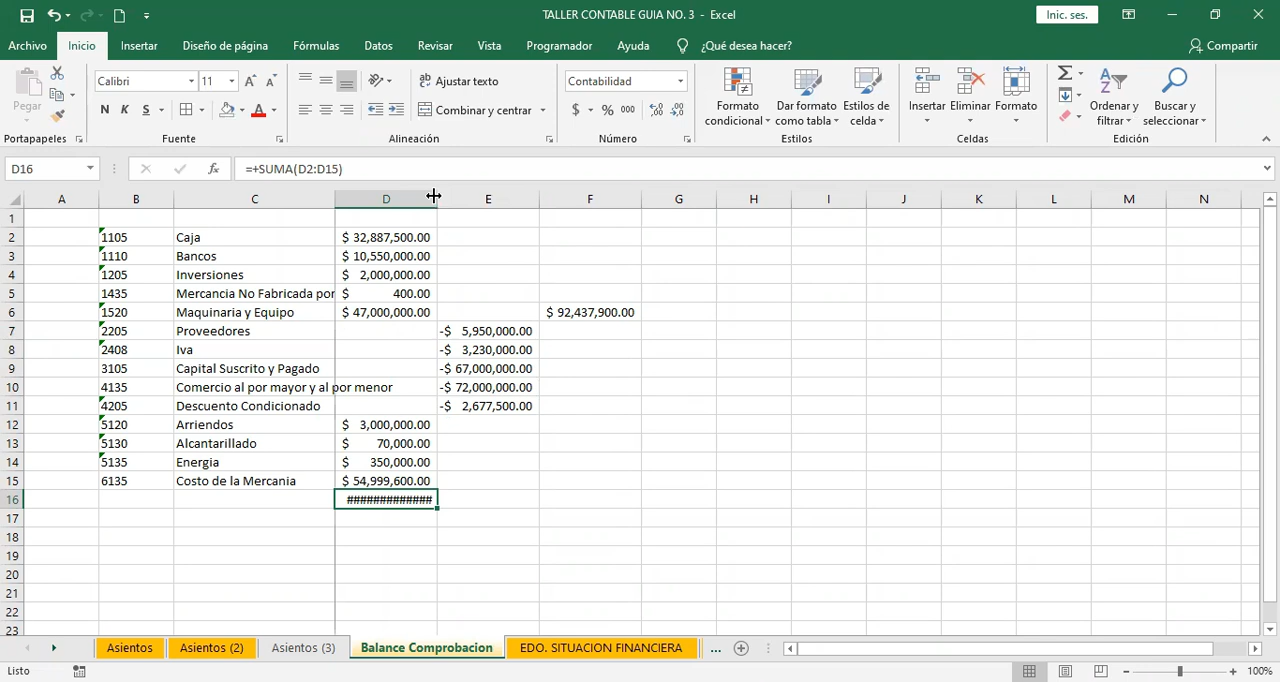 TALLER CONTABLE GUIA NO. 3 - Excel
Inic. ses.
Archivo Inicio Insertar Diseño de página Fórmulas Datos Revisar Vista Programador Ayuda ¿Qué desea hacer? Compartir
Pegar
Calibri 11
N K S
Ajustar texto
Combinar y centrar
Contabilidad
$ % 000
Formato condicional
Dar formato como tabla
Estilos de celda
Insertar Eliminar Formato
Ordenar y filtrar
Buscar y seleccionar
Portapapeles Fuente Alineación Número Estilos Celdas Edición
D16 fx =+SUMA(D2:D15)
A B C D E F G H I J K L M N
1
2 1105 Caja $ 32,887,500.00
3 1110 Bancos $ 10,550,000.00
4 1205 Inversiones $ 2,000,000.00
5 1435 Mercancia No Fabricada por $ 400.00
6 1520 Maquinaria y Equipo $ 47,000,000.00 $ 92,437,900.00
7 2205 Proveedores -$ 5,950,000.00
8 2408 Iva -$ 3,230,000.00
9 3105 Capital Suscrito y Pagado -$ 67,000,000.00
10 4135 Comercio al por mayor y al por menor -$ 72,000,000.00
11 4205 Descuento Condicionado -$ 2,677,500.00
12 5120 Arriendos $ 3,000,000.00
13 5130 Alcantarillado $ 70,000.00
14 5135 Energia $ 350,000.00
15 6135 Costo de la Mercania $ 54,999,600.00
16 #############
17
18
19
20
21
22
23
Asientos Asientos (2) Asientos (3) Balance Comprobacion EDO. SITUACION FINANCIERA ...
Listo 100%